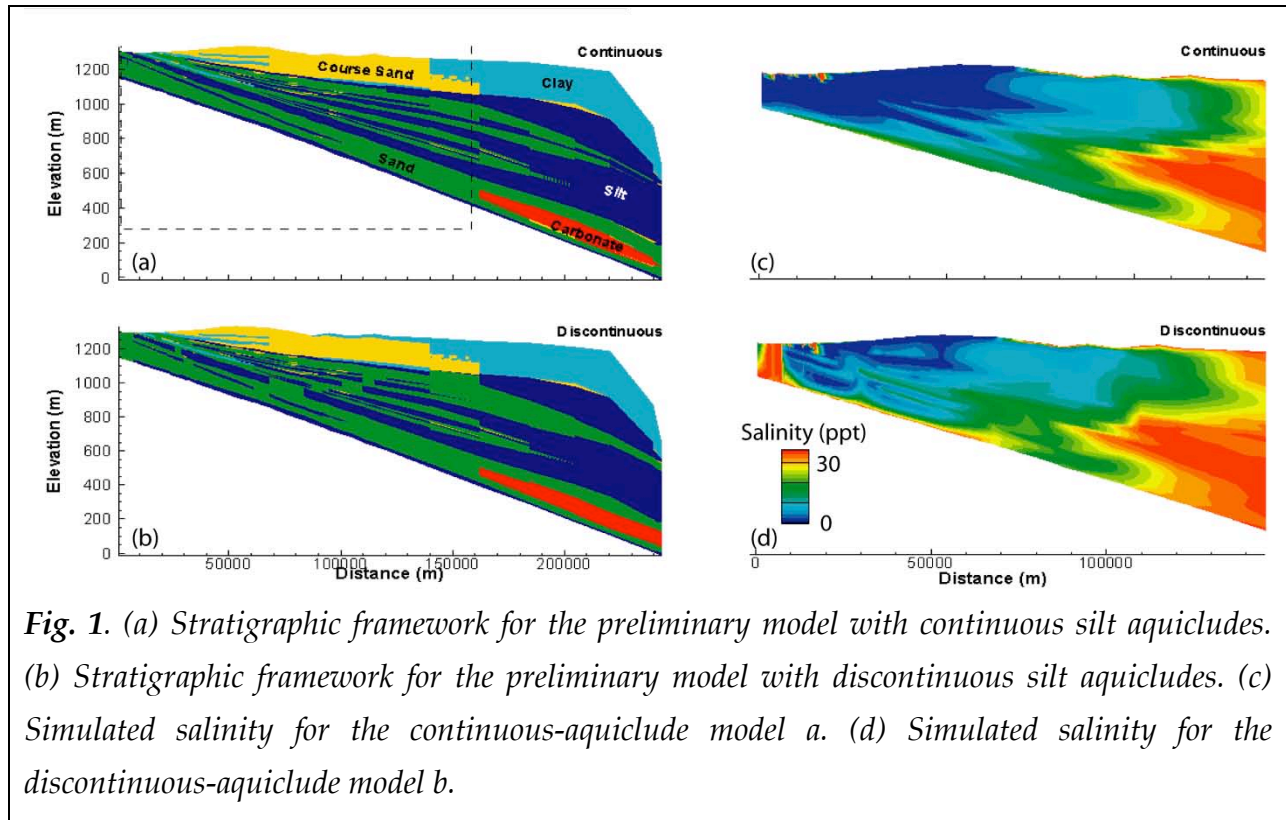 Continuous
Course Sand
Clay
Sand
Silt
Carbonate
Elevation (m)
1200
1000
800
600
400
200
0
(a)
Continuous
(c)
Discontinuous
Elevation (m)
1200
1000
800
600
400
200
0
(b)
50000 100000 150000 200000
Distance (m)
Discontinuous
Salinity (ppt)
30
0
(d)
0 50000 100000
Distance (m)
Fig. 1. (a) Stratigraphic framework for the preliminary model with continuous silt aquicludes.
(b) Stratigraphic framework for the preliminary model with discontinuous silt aquicludes. (c)
Simulated salinity for the continuous-aquiclude model a. (d) Simulated salinity for the
discontinuous-aquiclude model b.